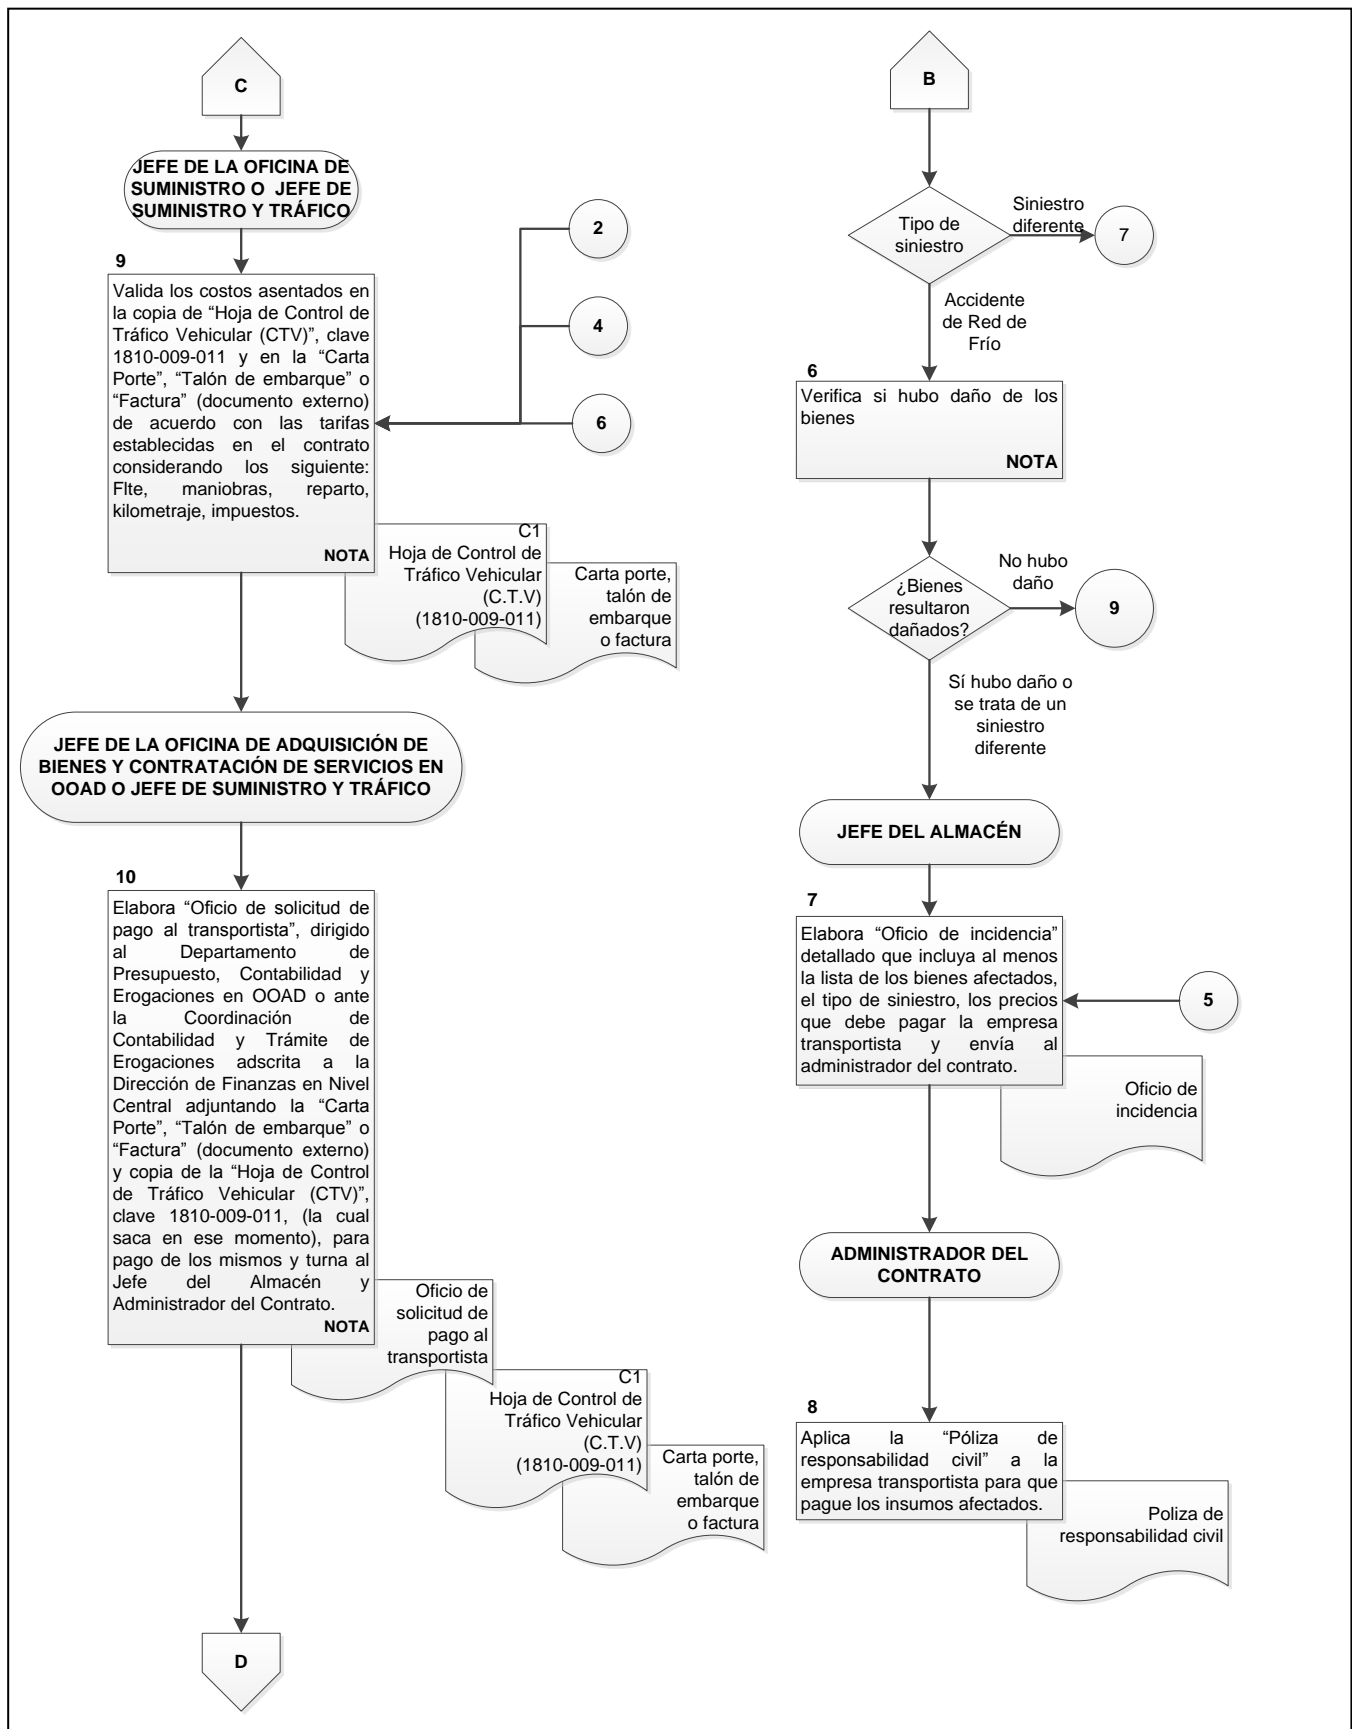 C
JEFE DE LA OFICINA DE
SUMINISTRO O JEFE DE
SUMINISTRO Y TRÁFICO
2
4
6
9
Valida los costos asentados en
la copia de “Hoja de Control de
Tráfico Vehicular (CTV)”, clave
1810-009-011 y en la “Carta
Porte”, “Talón de embarque” o
“Factura” (documento externo)
de acuerdo con las tarifas
establecidas en el contrato
considerando los siguiente:
Flte, maniobras, reparto,
kilometraje, impuestos.
NOTA
C1
Hoja de Control de
Tráfico Vehicular
(C.T.V)
(1810-009-011)
Carta porte,
talón de
embarque
o factura
JEFE DE LA OFICINA DE ADQUISICIÓN DE
BIENES Y CONTRATACIÓN DE SERVICIOS EN
OOAD O JEFE DE SUMINISTRO Y TRÁFICO
10
Elabora “Oficio de solicitud de
pago al transportista”, dirigido
al Departamento de
Presupuesto, Contabilidad y
Erogaciones en OOAD o ante
la Coordinación de
Contabilidad y Trámite de
Erogaciones adscrita a la
Dirección de Finanzas en Nivel
Central adjuntando la “Carta
Porte”, “Talón de embarque” o
“Factura” (documento externo)
y copia de la “Hoja de Control
de Tráfico Vehicular (CTV)”,
clave 1810-009-011, (la cual
saca en ese momento), para
pago de los mismos y turna al
Jefe del Almacén y
Administrador del Contrato.
NOTA
Oficio de
solicitud de
pago al
transportista
C1
Hoja de Control de
Tráfico Vehicular
(C.T.V)
(1810-009-011)
Carta porte,
talón de
embarque
o factura
D
B
Tipo de
siniestro
Siniestro
diferente
7
Accidente
de Red de
Frío
6
Verifica si hubo daño de los
bienes
NOTA
¿Bienes
resultaron
dañados?
No hubo
daño
9
Sí hubo daño o
se trata de un
siniestro
diferente
JEFE DEL ALMACÉN
7
Elabora “Oficio de incidencia”
detallado que incluya al menos
la lista de los bienes afectados,
el tipo de siniestro, los precios
que debe pagar la empresa
transportista y envía al
administrador del contrato.
5
Oficio de
incidencia
ADMINISTRADOR DEL
CONTRATO
8
Aplica la “Póliza de
responsabilidad civil” a la
empresa transportista para que
pague los insumos afectados.
Poliza de
responsabilidad civil